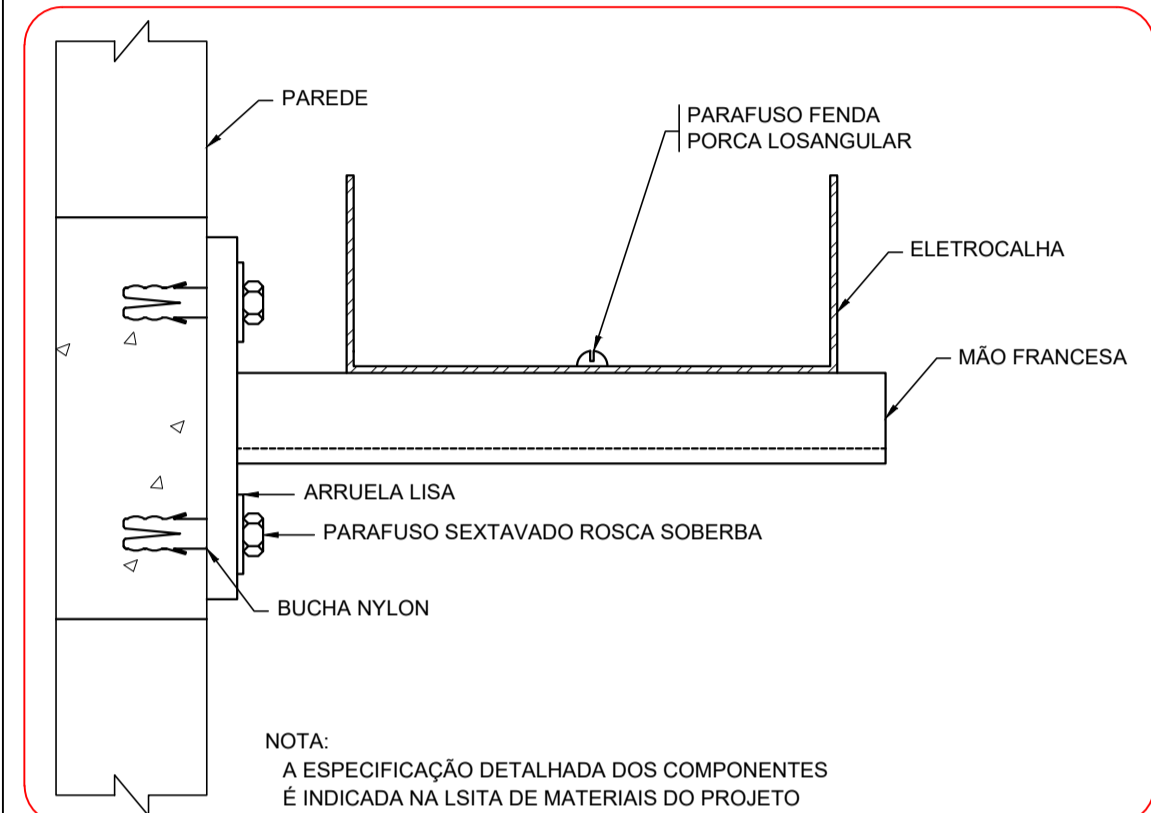 PAREDE
PARAFUSO FENDA
PORCA LOSANGULAR
ELETROCALHA
MÃO FRANCESA
ARRUELA LISA
PARAFUSO SEXTAVADO ROSCA SOBERBA
BUCHA NYLON
NOTA:
A ESPECIFICAÇÃO DETALHADA DOS COMPONENTES
É INDICADA NA LSITA DE MATERIAIS DO PROJETO